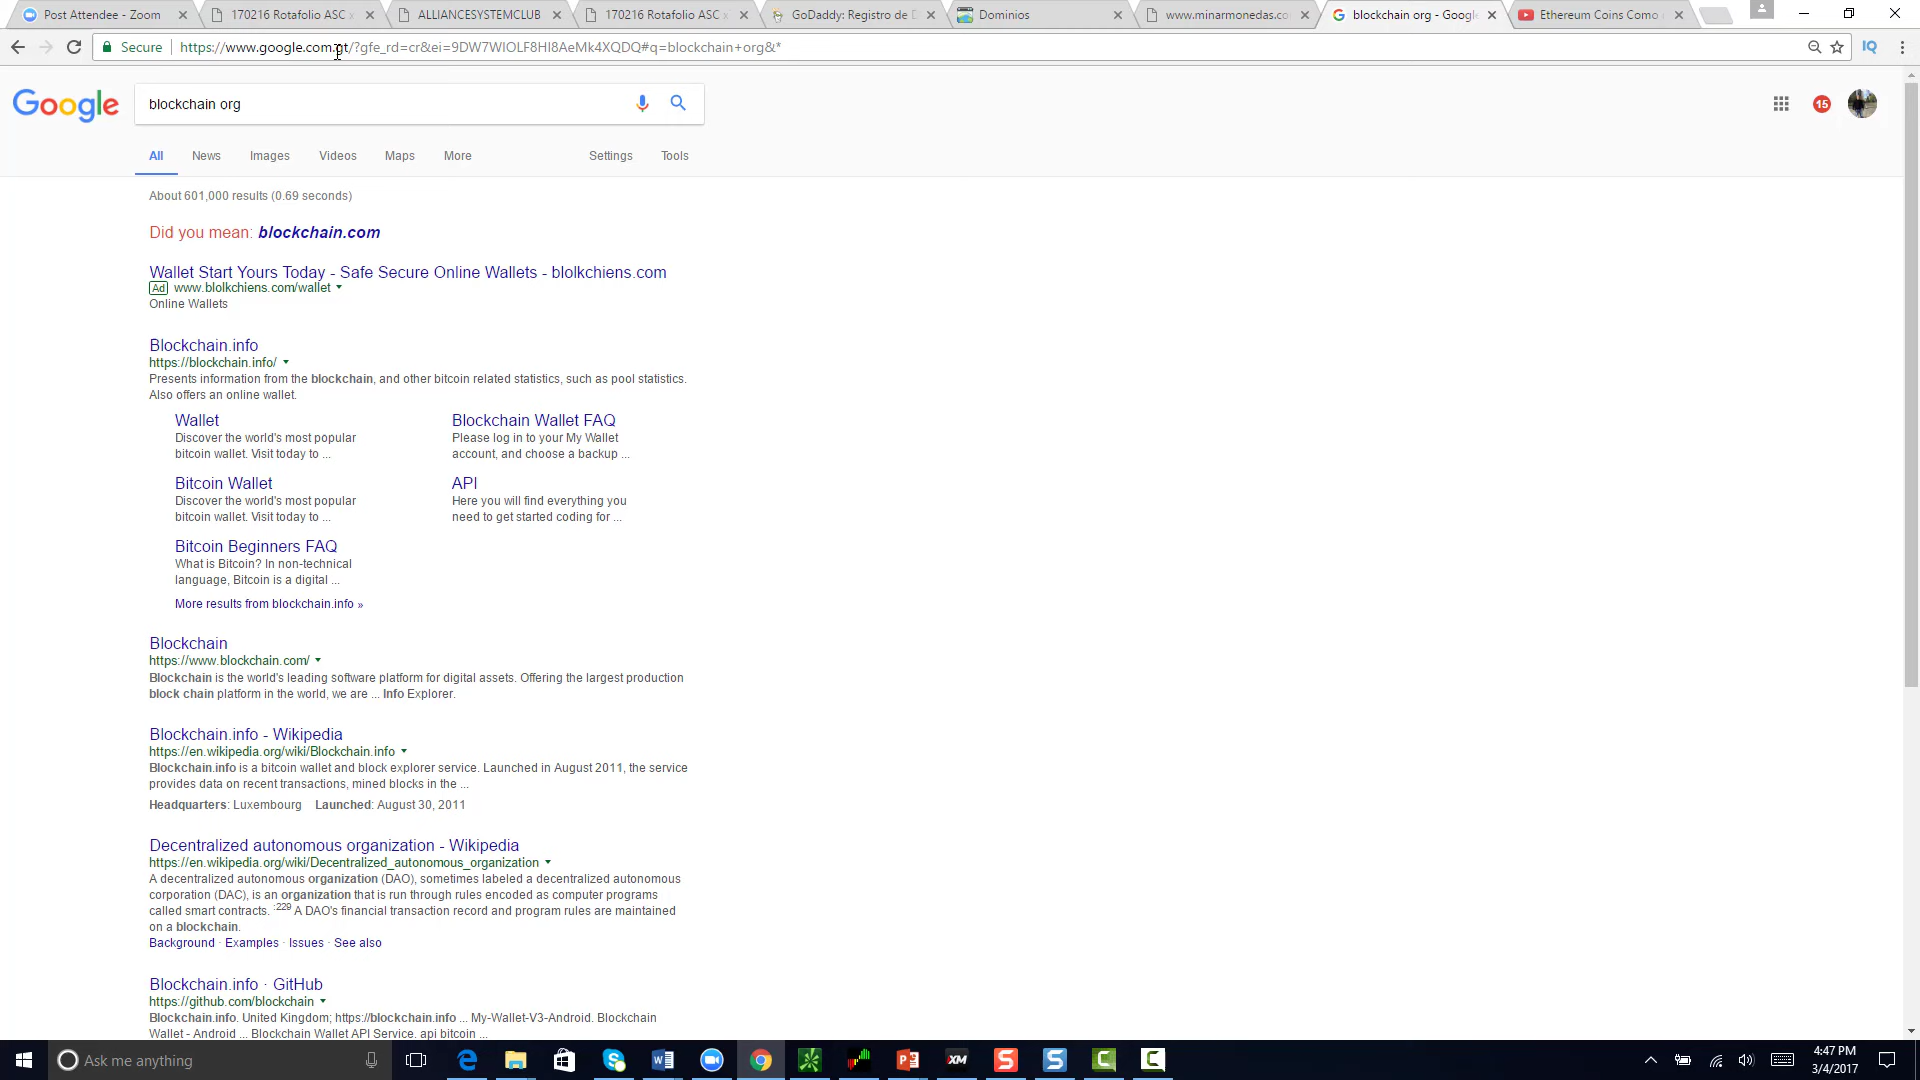 Post Attendee - Zoom
170216 Rotafolio ASC
ALLIANCESYSTEMCLUB
170216 Rotafolio ASC
GoDaddy: Registro de
Dominios
www.minarmonedas.co
blockchain org - Google
Ethereum Coins Como
Secure
https://www.google.com.gt/?gfe_rd=cr&ei=9DW7WIOLF8HI8AeMk4XQDQ#q=blockchain+org&*
IQ
Google
blockchain org
15
All
News
Images
Videos
Maps
More
Settings
Tools
About 601,000 results (0.69 seconds)
Did you mean: blockchain.com
Wallet Start Yours Today - Safe Secure Online Wallets - blolkchiens.com
Ad www.blolkchiens.com/wallet
Online Wallets
Blockchain.info
https://blockchain.info/
Presents information from the blockchain, and other bitcoin related statistics, such as pool statistics.
Also offers an online wallet.
Wallet
Discover the world's most popular
bitcoin wallet. Visit today to ...
Blockchain Wallet FAQ
Please log in to your My Wallet
account, and choose a backup ...
Bitcoin Wallet
Discover the world's most popular
bitcoin wallet. Visit today to ...
API
Here you will find everything you
need to get started coding for ...
Bitcoin Beginners FAQ
What is Bitcoin? In non-technical
language, Bitcoin is a digital ...
More results from blockchain.info »
Blockchain
https://www.blockchain.com/
Blockchain is the world's leading software platform for digital assets. Offering the largest production
block chain platform in the world, we are ... Info Explorer.
Blockchain.info - Wikipedia
https://en.wikipedia.org/wiki/Blockchain.info
Blockchain.info is a bitcoin wallet and block explorer service. Launched in August 2011, the service
provides data on recent transactions, mined blocks in the ...
Headquarters: Luxembourg Launched: August 30, 2011
Decentralized autonomous organization - Wikipedia
https://en.wikipedia.org/wiki/Decentralized_autonomous_organization
A decentralized autonomous organization (DAO), sometimes labeled a decentralized autonomous
corporation (DAC), is an organization that is run through rules encoded as computer programs
called smart contracts. :229 A DAO's financial transaction record and program rules are maintained
on a blockchain.
Background · Examples · Issues · See also
Blockchain.info · GitHub
https://github.com/blockchain
Blockchain.info. United Kingdom; https://blockchain.info ... My-Wallet-V3-Android. Blockchain
Wallet - Android ... Blockchain Wallet API Service. api bitcoin ...
Ask me anything
XM
4:47 PM
3/4/2017